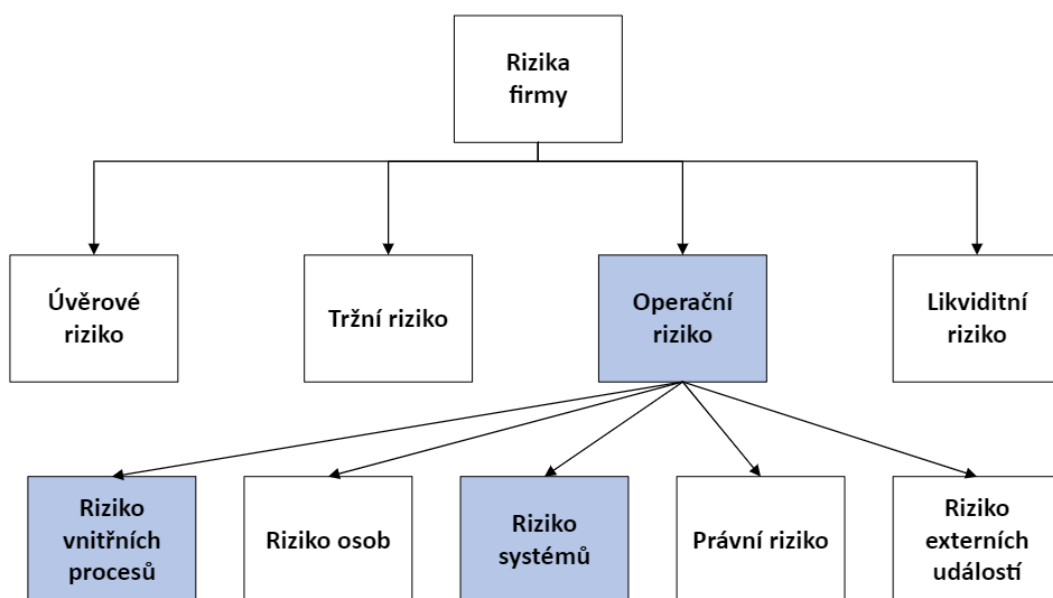 Rizika
firmy
Úvěrové
riziko
Tržní riziko
Operační
riziko
Likviditní
riziko
Riziko
vnitřních
procesů
Riziko osob
Riziko
systémů
Právní riziko
Riziko
externích
událostí